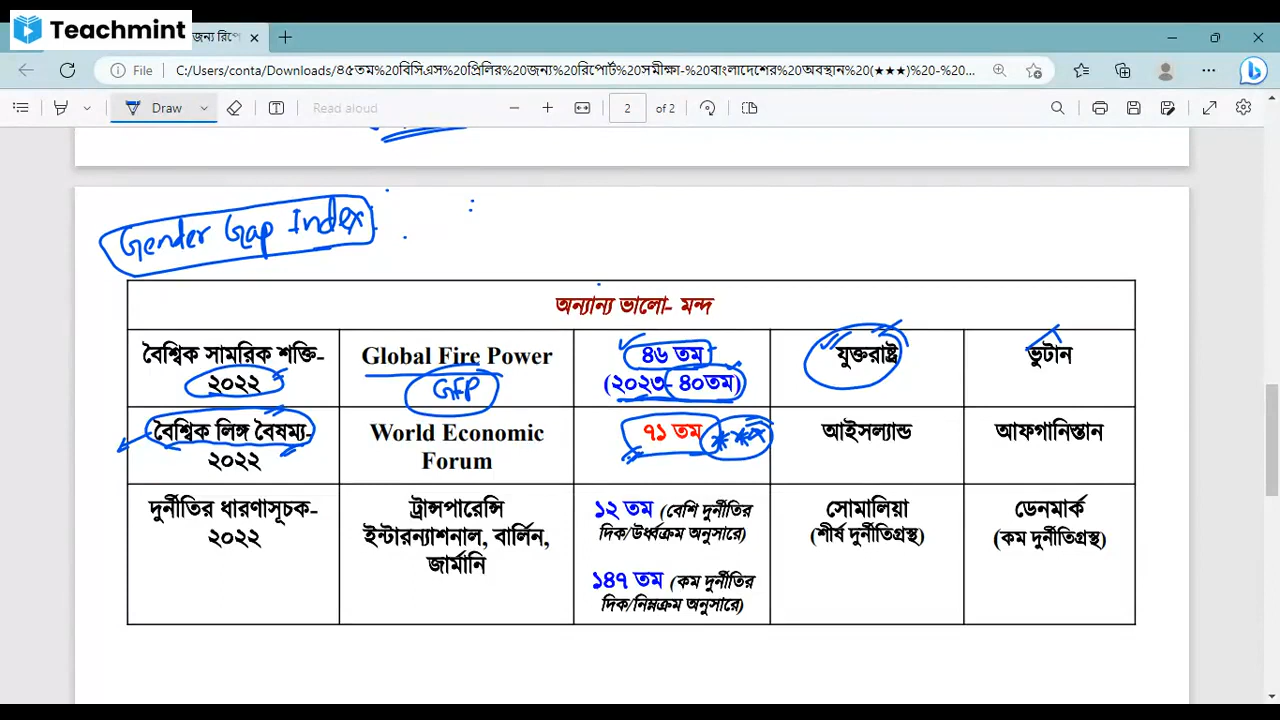 Teachmint
জন্য রিপে
File
C:/Users/conta/Downloads/৪৫তম%20বিসিএস%20প্রিলির%20জন্য%20রিপোর্ট%20সমীক্ষা-%20বাংলাদেশের%20অবস্থান%20(★★★)%20-%20...
Draw
Read aloud
2
of 2
Gender Gap Index
অন্যান্য ভালো- মন্দ
বৈশ্বিক সামরিক শক্তি-
২০২২
Global Fire Power
GFP
৪৬ তম
(২০২৩- ৪০তম)
যুক্তরাষ্ট্র
ভুটান
বৈশ্বিক লিঙ্গ বৈষম্য-
২০২২
World Economic
Forum
৭১ তম ***
আইসল্যান্ড
আফগানিস্তান
দুর্নীতির ধারণাসূচক-
২০২২
ট্রান্সপারেন্সি
ইন্টারন্যাশনাল, বার্লিন,
জার্মানি
১২ তম (বেশি দুর্নীতির
দিক/উর্ধ্বক্রম অনুসারে)
১৪৭ তম (কম দুর্নীতির
দিক/নিম্নক্রম অনুসারে)
সোমালিয়া
(শীর্ষ দুর্নীতিগ্রস্থ)
ডেনমার্ক
(কম দুর্নীতিগ্রস্থ)